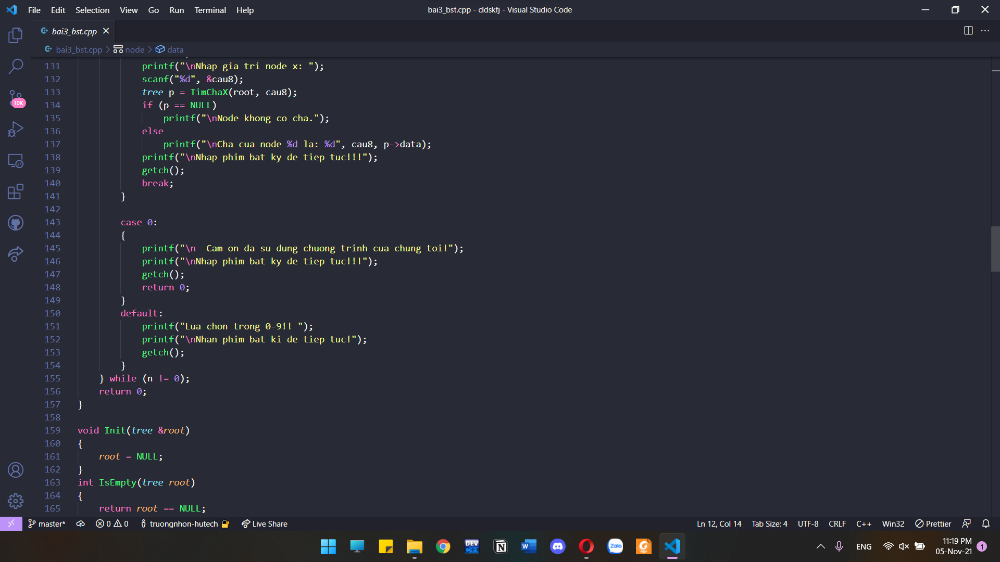 File Edit Selection View Go Run Terminal Help
bai3_bst.cpp - cldskfj - Visual Studio Code
bai3_bst.cpp
bai3_bst.cpp > node > data
131 printf("\nNhap gia tri node x: ");
132 scanf("%d", &cau8);
133 tree p = TimChaX(root, cau8);
134 if (p == NULL)
135 printf("\nNode khong co cha.");
136 else
137 printf("\nCha cua node %d la: %d", cau8, p->data);
138 printf("\nNhap phim bat ky de tiep tuc!!!");
139 getch();
140 break;
141 }
142
143 case 0:
144 {
145 printf("\n  Cam on da su dung chuong trinh cua chung toi!");
146 printf("\nNhap phim bat ky de tiep tuc!!!");
147 getch();
148 return 0;
149 }
150 default:
151 printf("Lua chon trong 0-9!! ");
152 printf("\nNhan phim bat ki de tiep tuc!");
153 getch();
154 }
155 } while (n != 0);
156 return 0;
157 }
158
159 void Init(tree &root)
160 {
161 root = NULL;
162 }
163 int IsEmpty(tree root)
164 {
165 return root == NULL;
10K
master* 0 0 truongnhon-hutech Live Share
Ln 12, Col 14 Tab Size: 4 UTF-8 CRLF C++ Win32 Prettier
DEV C++
Zalo
PDF
ENG
11:19 PM
05-Nov-21
1